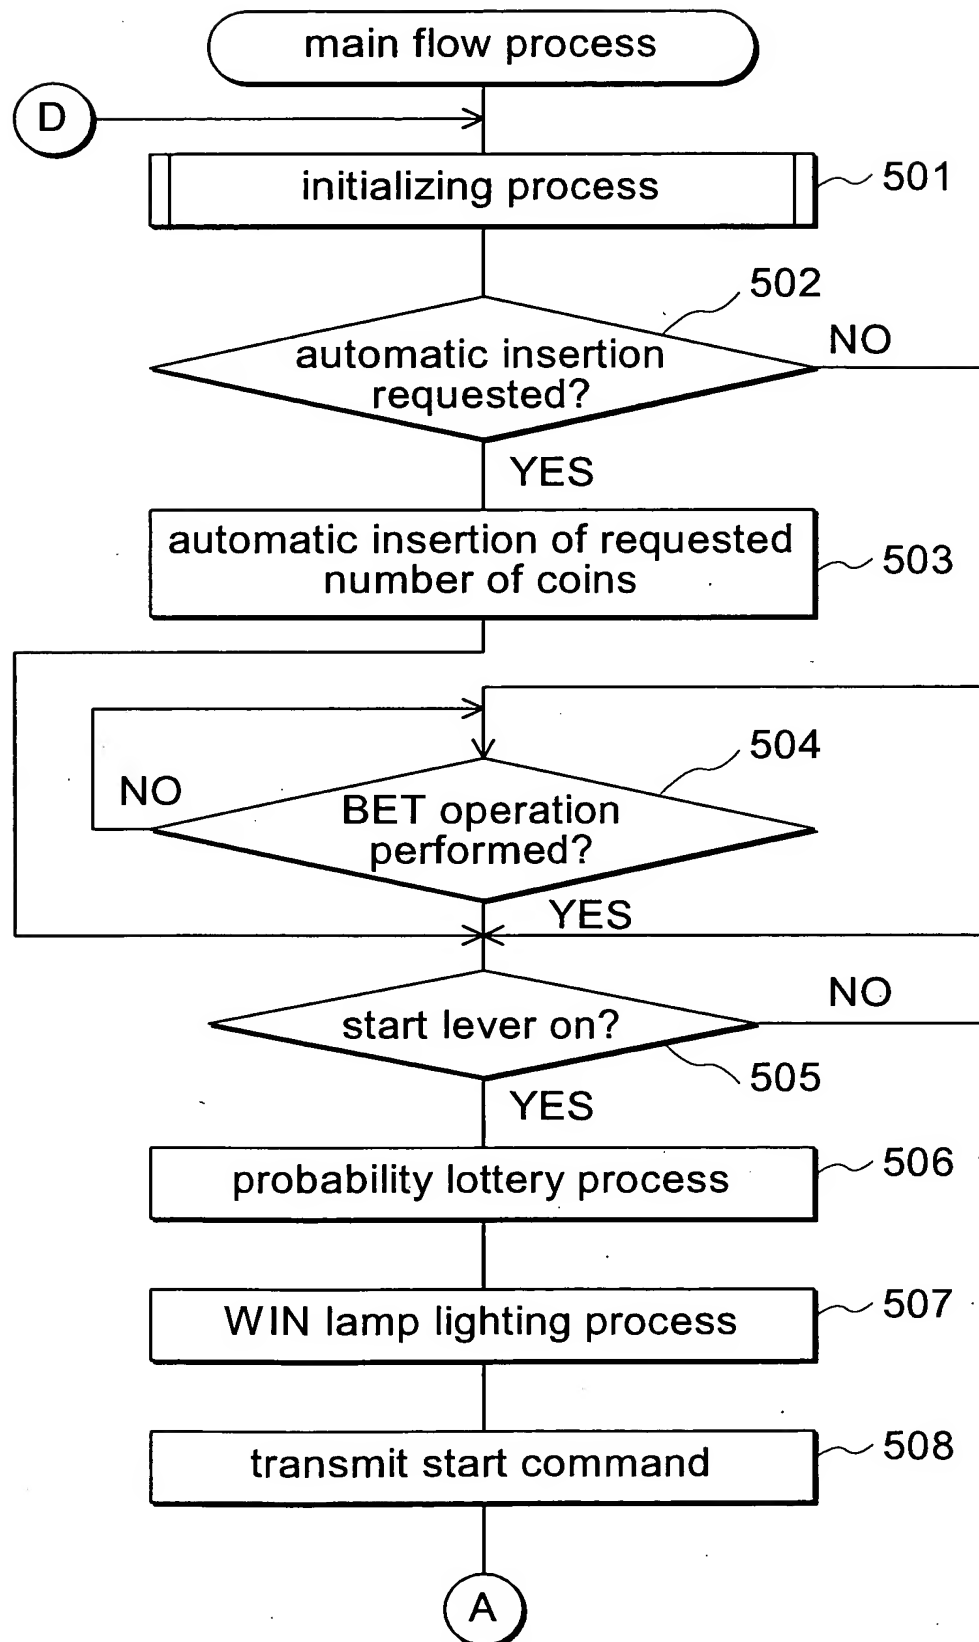 main flow process
D
initializing process
501
502
automatic insertion
requested?
NO
YES
automatic insertion of requested
number of coins
503
504
NO
BET operation
performed?
YES
start lever on?
NO
505
YES
probability lottery process
506
WIN lamp lighting process
507
transmit start command
508
A